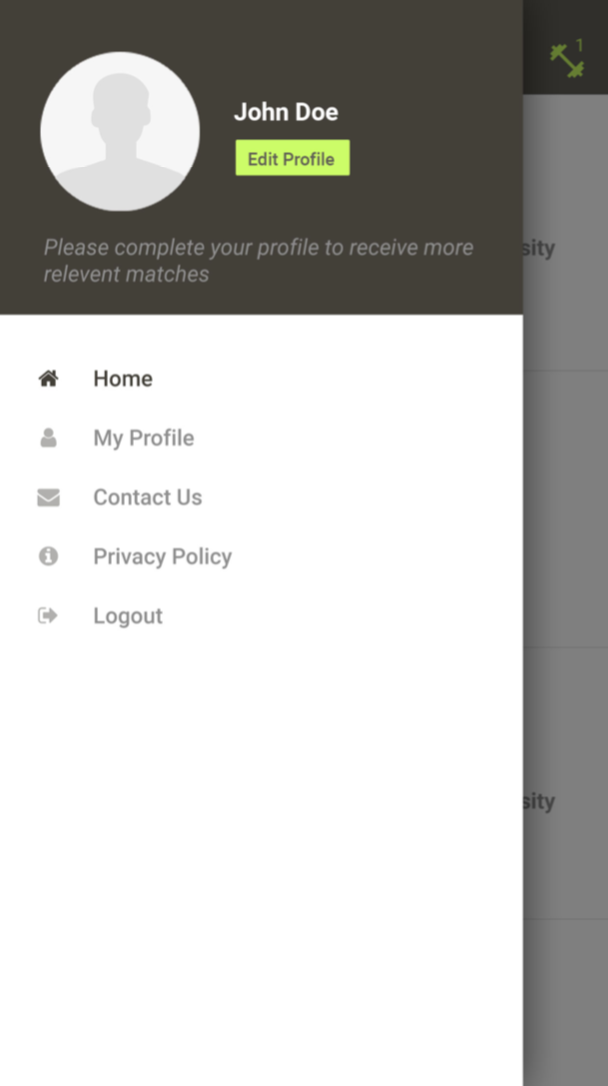 1
John Doe
Edit Profile
Please complete your profile to receive more
relevent matches
sity
Home
My Profile
Contact Us
Privacy Policy
Logout
sity